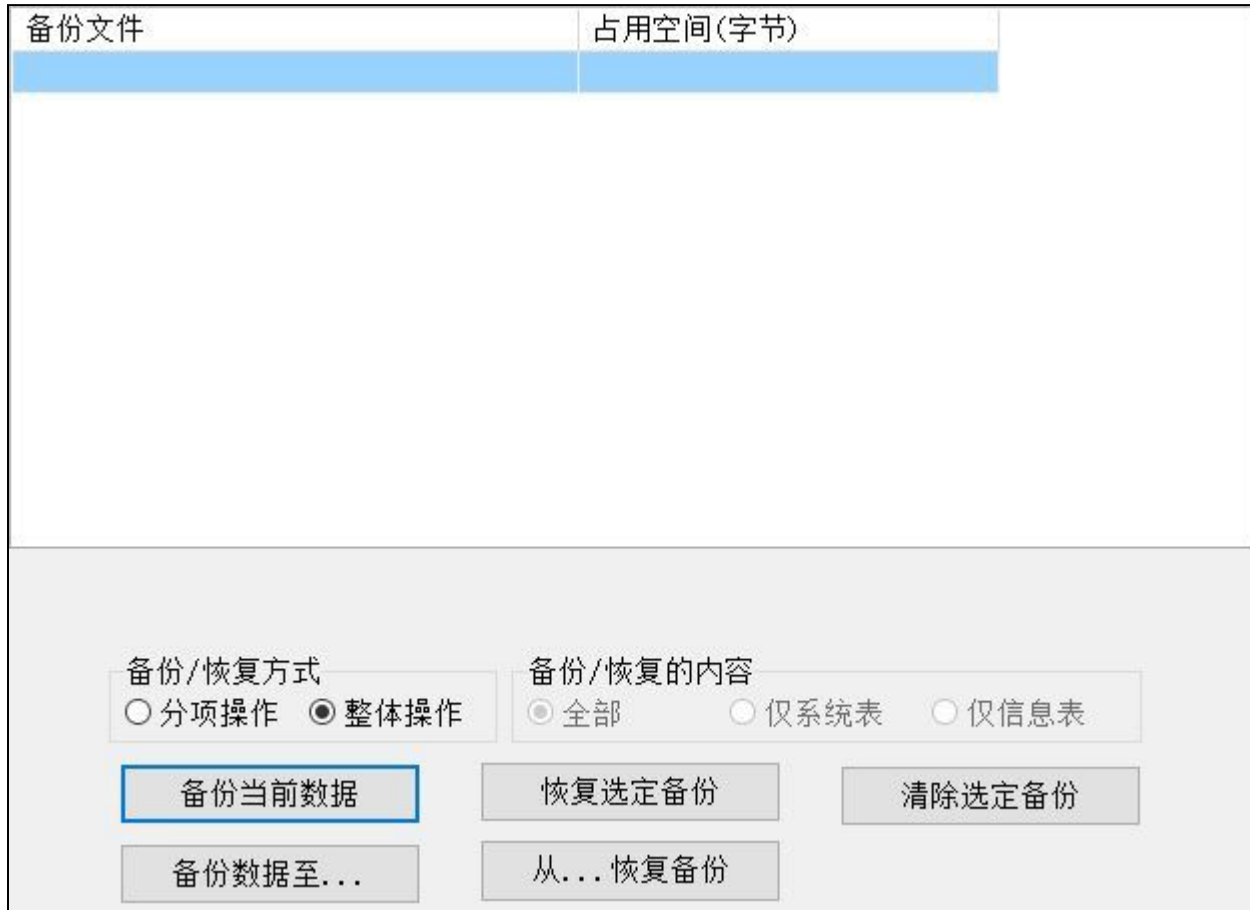 备份文件 占用空间(字节)
备份/恢复方式 备份/恢复的内容
分项操作 整体操作 全部 仅系统表 仅信息表
备份当前数据 恢复选定备份 清除选定备份
备份数据至... 从...恢复备份